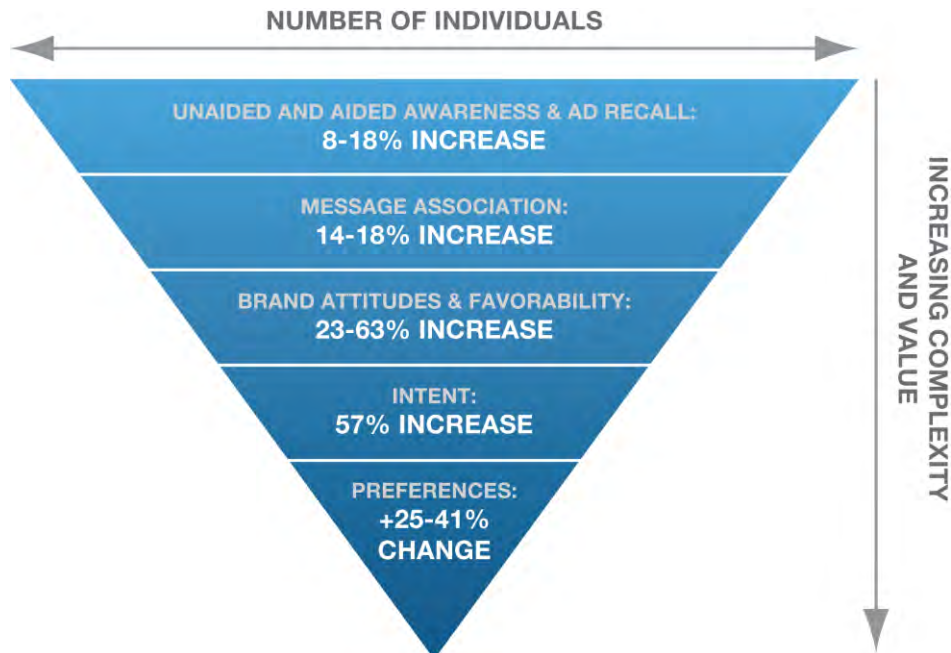 NUMBER OF INDIVIDUALS
UNAIDED AND AIDED AWARENESS & AD RECALL:
8-18% INCREASE
MESSAGE ASSOCIATION:
14-18% INCREASE
BRAND ATTITUDES & FAVORABILITY:
23-63% INCREASE
INTENT:
57% INCREASE
PREFERENCES:
+25-41%
CHANGE
INCREASING COMPLEXITY
AND VALUE